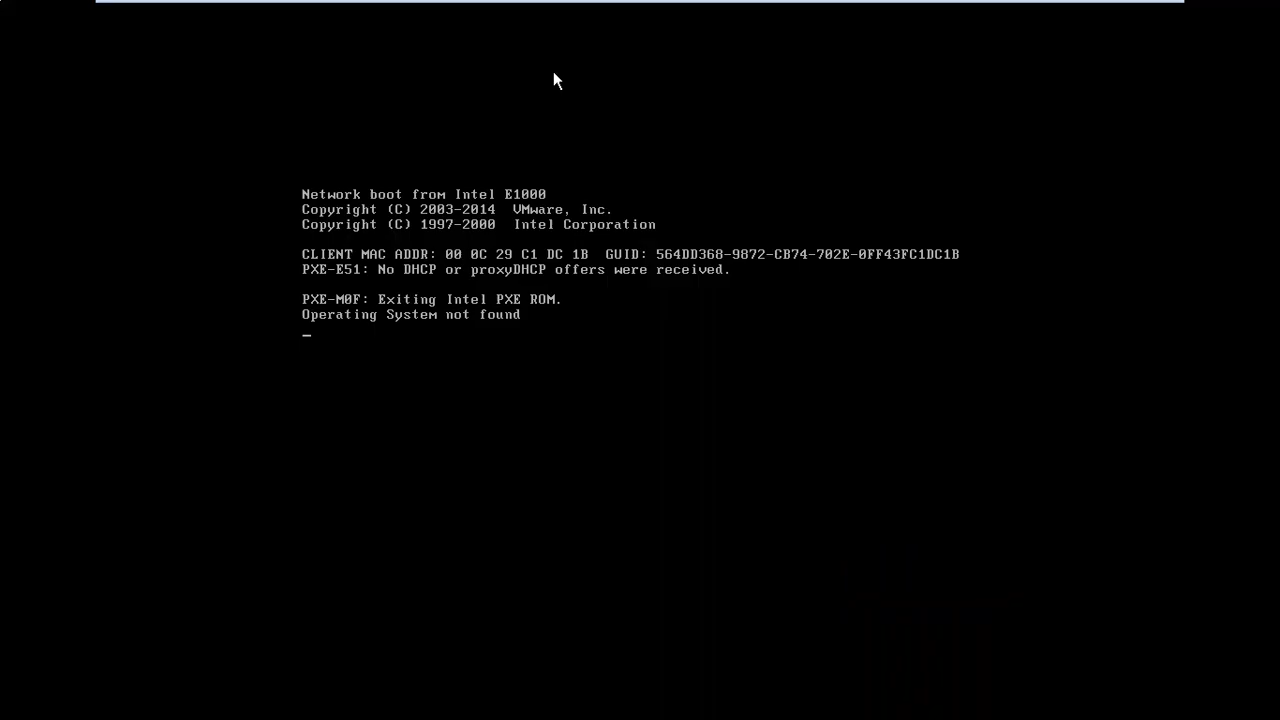 Network boot from Intel E1000
Copyright (C) 2003-2014  VMware, Inc.
Copyright (C) 1997-2000  Intel Corporation
CLIENT MAC ADDR: 00 0C 29 C1 DC 1B  GUID: 564DD368-9872-CB74-702E-0FF43FC1DC1B
PXE-E51: No DHCP or proxyDHCP offers were received.
PXE-M0F: Exiting Intel PXE ROM.
Operating System not found